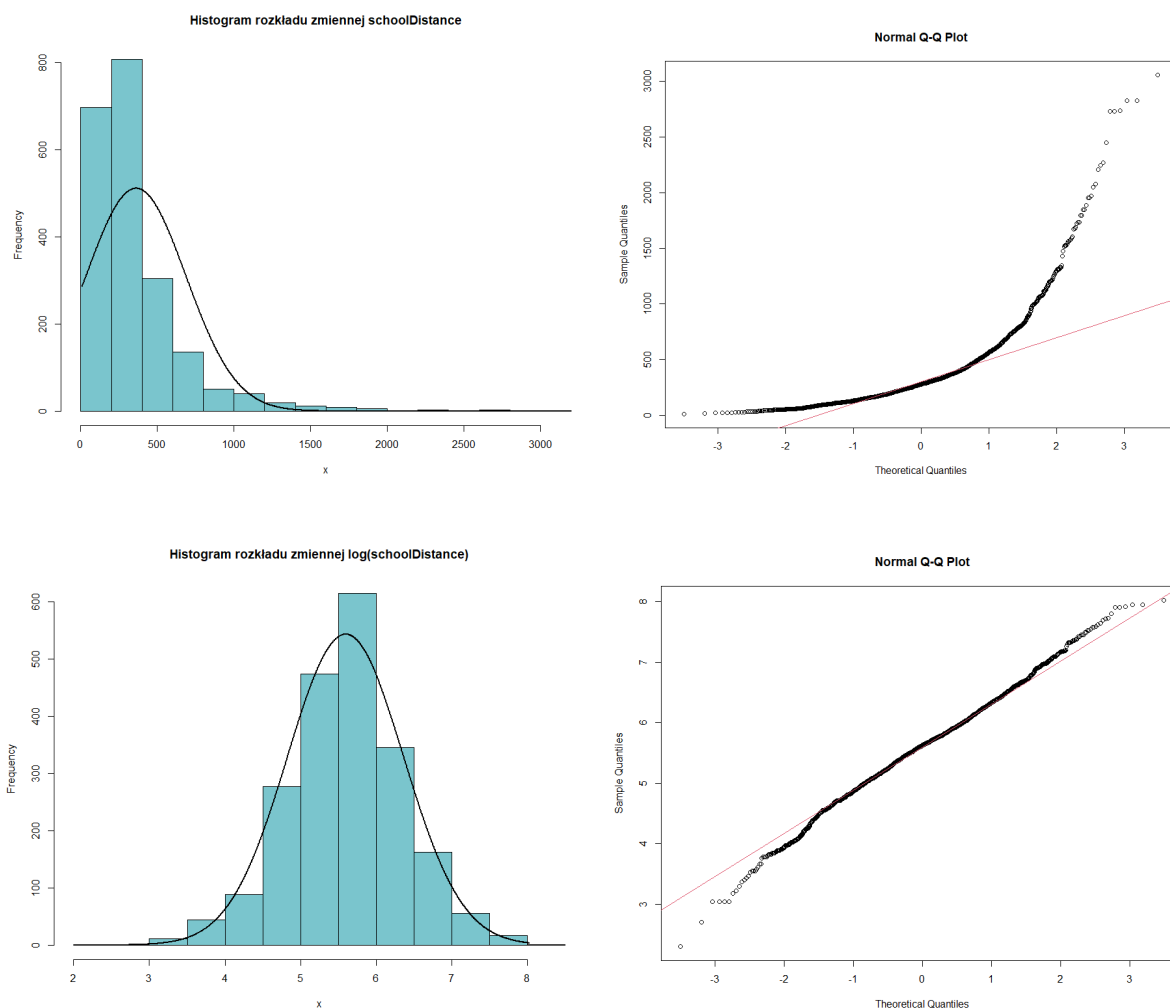 Histogram rozkładu zmiennej schoolDistance
Frequency
0
200
400
600
800
0 500 1000 1500 2000 2500 3000
x
Normal Q-Q Plot
Sample Quantiles
0
500
1000
1500
2000
2500
3000
-3 -2 -1 0 1 2 3
Theoretical Quantiles
Histogram rozkładu zmiennej log(schoolDistance)
Frequency
0
100
200
300
400
500
600
2 3 4 5 6 7 8
x
Normal Q-Q Plot
Sample Quantiles
3
4
5
6
7
8
-3 -2 -1 0 1 2 3
Theoretical Quantiles